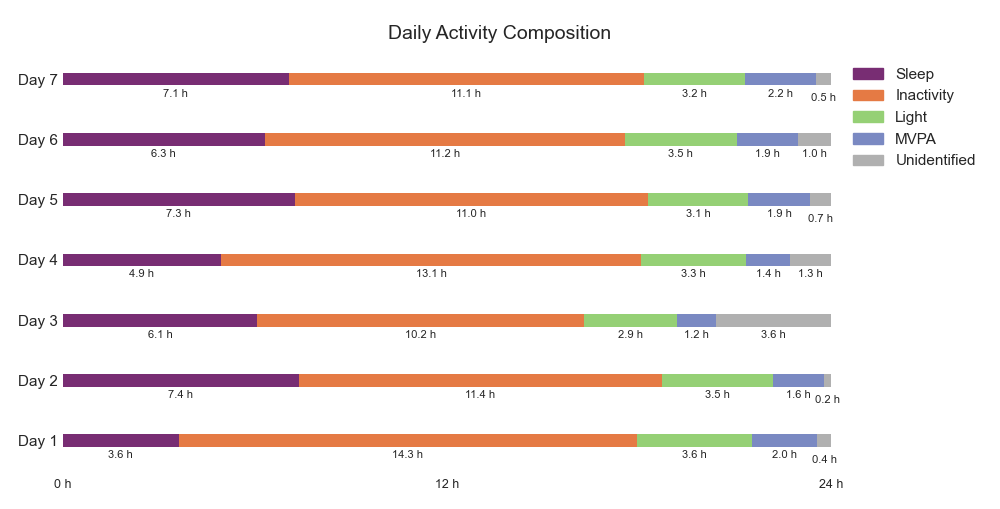 Daily Activity Composition
Day 7
7.1 h 11.1 h 3.2 h 2.2 h 0.5 h
Day 6
6.3 h 11.2 h 3.5 h 1.9 h 1.0 h
Day 5
7.3 h 11.0 h 3.1 h 1.9 h 0.7 h
Day 4
4.9 h 13.1 h 3.3 h 1.4 h 1.3 h
Day 3
6.1 h 10.2 h 2.9 h 1.2 h 3.6 h
Day 2
7.4 h 11.4 h 3.5 h 1.6 h 0.2 h
Day 1
3.6 h 14.3 h 3.6 h 2.0 h 0.4 h
0 h 12 h 24 h
Sleep
Inactivity
Light
MVPA
Unidentified